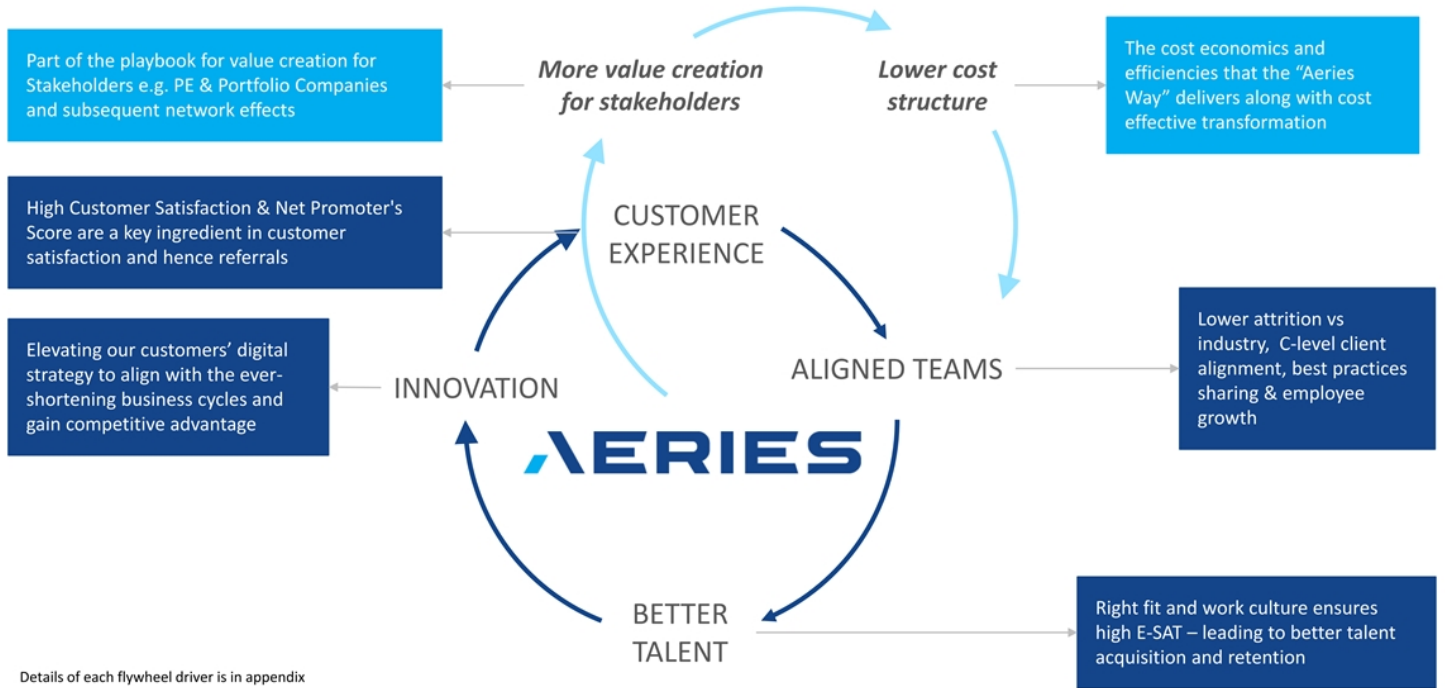 Part of the playbook for value creation for
Stakeholders e.g. PE & Portfolio Companies
and subsequent network effects
More value creation
for stakeholders
Lower cost
structure
The cost economics and
efficiencies that the “Aeries
Way” delivers along with cost
effective transformation
High Customer Satisfaction & Net Promoter's
Score are a key ingredient in customer
satisfaction and hence referrals
CUSTOMER
EXPERIENCE
Elevating our customers’ digital
strategy to align with the ever-
shortening business cycles and
gain competitive advantage
INNOVATION
ALIGNED TEAMS
Lower attrition vs
industry, C-level client
alignment, best practices
sharing & employee
growth
AERIES
BETTER
TALENT
Right fit and work culture ensures
high E-SAT – leading to better talent
acquisition and retention
Details of each flywheel driver is in appendix